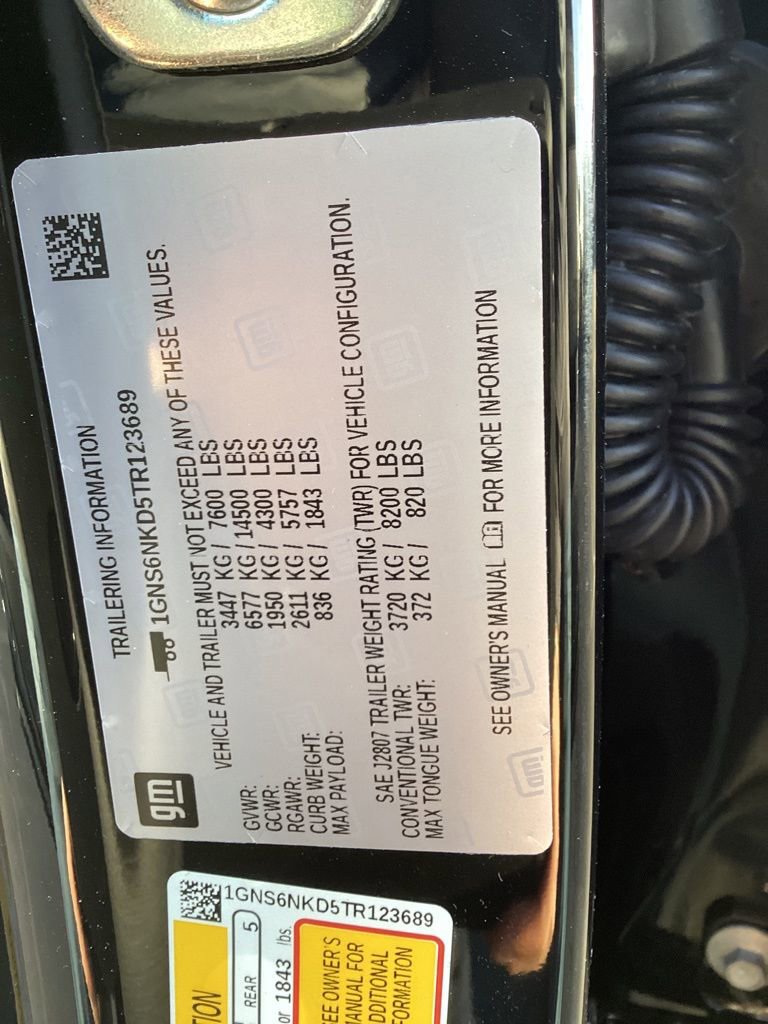 gm
TRAILERING INFORMATION
1GNS6NKD5TR123689
VEHICLE AND TRAILER MUST NOT EXCEED ANY OF THESE VALUES.
GVWR: 3447 KG / 7600 LBS
GCWR: 6577 KG / 14500 LBS
RGAWR: 1950 KG / 4300 LBS
CURB WEIGHT: 2611 KG / 5757 LBS
MAX PAYLOAD: 836 KG / 1843 LBS
SAE J2807 TRAILER WEIGHT RATING (TWR) FOR VEHICLE CONFIGURATION.
CONVENTIONAL TWR: 3720 KG / 8200 LBS
MAX TONGUE WEIGHT: 372 KG / 820 LBS
SEE OWNER'S MANUAL FOR MORE INFORMATION
1GNS6NKD5TR123689
REAR 5
or 1843 lbs.
SEE OWNER'S
MANUAL FOR
ADDITIONAL
INFORMATION